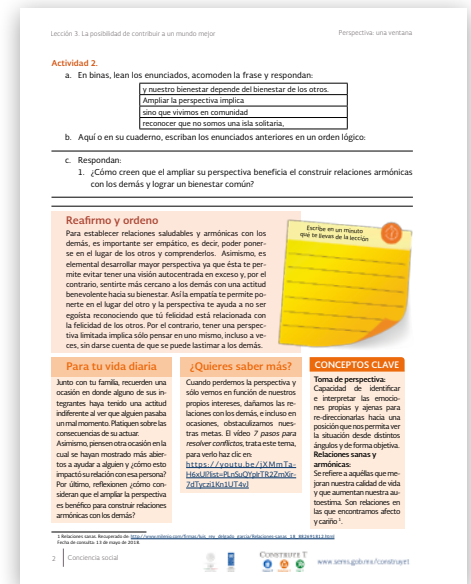 Lección 3. La posibilidad de contribuir a un mundo mejor
Perspectiva: una ventana
Actividad 2.
a. En binas, lean los enunciados, acomoden la frase y respondan:
y nuestro bienestar depende del bienestar de los otros.
Ampliar la perspectiva implica
sino que vivimos en comunidad
reconocer que no somos una isla solitaria,
b. Aquí o en su cuaderno, escriban los enunciados anteriores en un orden lógico:
c. Respondan:
1. ¿Cómo creen que el ampliar su perspectiva beneficia el construir relaciones armónicas
con los demás y lograr un bienestar común?
Reafirmo y ordeno
Para establecer relaciones saludables y armónicas con los
demás, es importante ser empático, es decir, poder poner-
se en el lugar de los otros y comprenderlos. Asimismo, es
elemental desarrollar mayor perspectiva ya que ésta te per-
mite evitar tener una visión autocentrada en exceso y, por el
contrario, sentirte más cercano a los demás con una actitud
benevolente hacia su bienestar. Así la empatía te permite po-
nerte en el lugar del otro y la perspectiva te ayuda a no ser
egoísta reconociendo que tú felicidad está relacionada con
la felicidad de los otros. Por el contrario, tener una perspec-
tiva limitada implica sólo pensar en uno mismo, incluso a ve-
ces, sin darse cuenta de que se puede lastimar a los demás.
Escribe en un minuto
qué te llevas de la lección
Para tu vida diaria
Junto con tu familia, recuerden una
ocasión en donde alguno de sus in-
tegrantes haya tenido una actitud
indiferente al ver que alguien pasaba
un mal momento. Platiquen sobre las
consecuencias de su actuar.
Asimismo, piensen otra ocasión en la
cual se hayan mostrado más abier-
tos a ayudar a alguien y ¿cómo esto
impactó su relación con esa persona?
Por último, reflexionen ¿cómo con-
sideran que el ampliar la perspectiva
es benéfico para construir relaciones
armónicas con los demás?
¿Quieres saber más?
Cuando perdemos la perspectiva y
sólo vemos en función de nuestros
propios intereses, dañamos las re-
laciones con los demás, e incluso en
ocasiones, obstaculizamos nues-
tras metas. El vídeo 7 pasos para
resolver conflictos, trata este tema,
para verlo haz clic en:
CONCEPTOS CLAVE
Toma de perspectiva:
Capacidad de identificar
e interpretar las emocio-
nes propias y ajenas para
re-direccionarlas hacia una
posición que nos permita ver
la situación desde distintos
ángulos y de forma objetiva.
Relaciones sanas y
armónicas:
Se refiere a aquéllas que me-
joran nuestra calidad de vida
y que aumentan nuestra au-
toestima. Son relaciones en
las que encontramos afecto
y cariño ¹.
1 Relaciones sanas. Recuperado de:
Fecha de consulta: 13 de mayo de 2018.
2
Conciencia social
CONSTRUYE T
www.sems.gob.mx/construyet